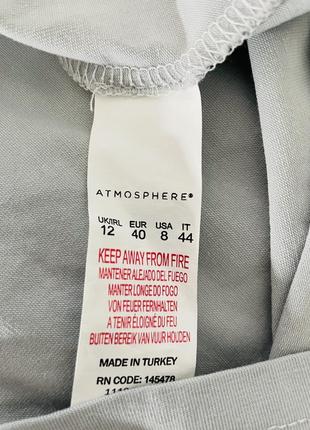 ATMOSPHERE®
UK/IRL EUR USA IT
12 40 8 44
KEEP AWAY FROM FIRE
MANTENER ALEJADO DEL FUEGO
MANTER LONGE DO FOGO
VON FEUER FERNHALTEN
A TENIR ÉLOIGNÉ DU FEU
BUITEN BEREIK VAN VUUR HOUDEN
MADE IN TURKEY
RN CODE: 145478